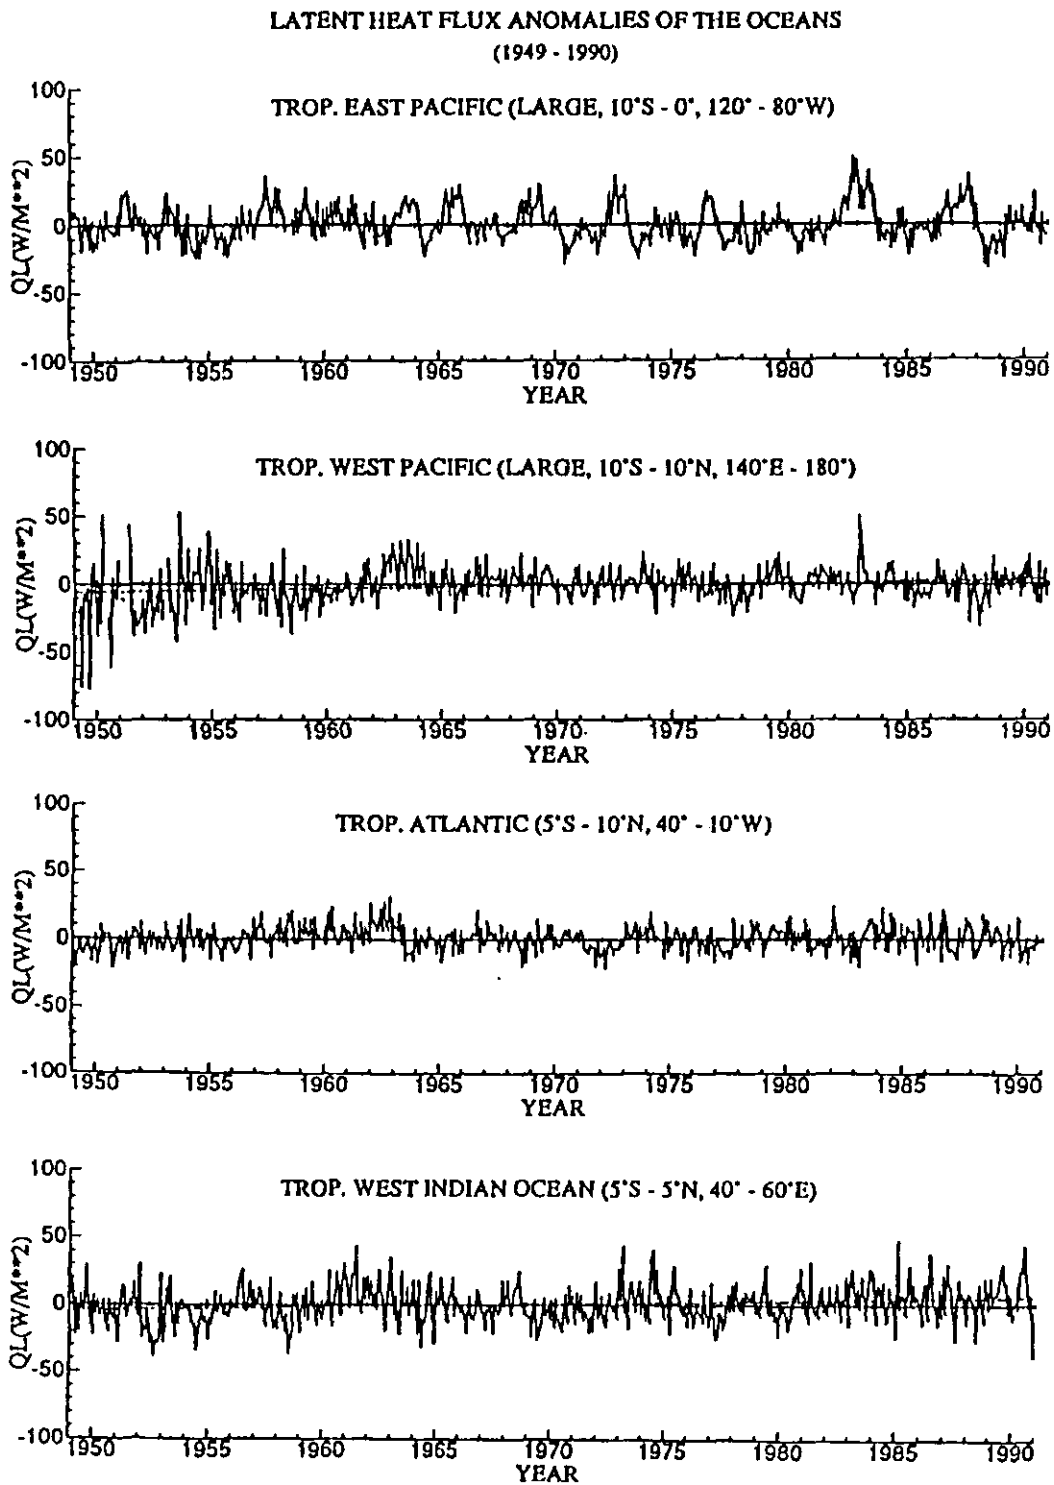 LATENT HEAT FLUX ANOMALIES OF THE OCEANS
(1949 - 1990)
TROP. EAST PACIFIC (LARGE, 10°S - 0°, 120° - 80°W)
100
50
0
-50
-100
QL(W/M**2)
1950 1955 1960 1965 1970 1975 1980 1985 1990
YEAR
TROP. WEST PACIFIC (LARGE, 10°S - 10°N, 140°E - 180°)
100
50
0
-50
-100
QL(W/M**2)
1950 1955 1960 1965 1970 1975 1980 1985 1990
YEAR
TROP. ATLANTIC (5°S - 10°N, 40° - 10°W)
100
50
0
-50
-100
QL(W/M**2)
1950 1955 1960 1965 1970 1975 1980 1985 1990
YEAR
TROP. WEST INDIAN OCEAN (5°S - 5°N, 40° - 60°E)
100
50
0
-50
-100
QL(W/M**2)
1950 1955 1960 1965 1970 1975 1980 1985 1990
YEAR